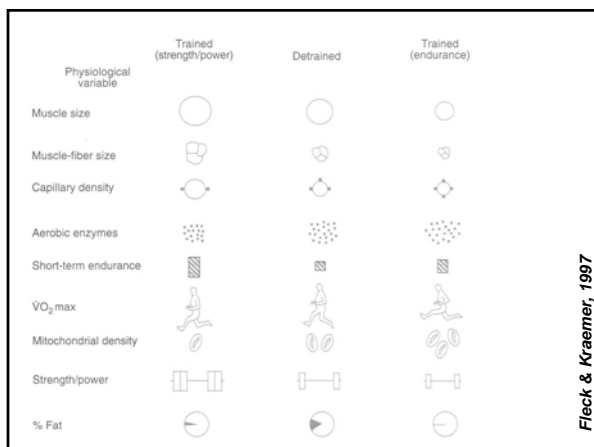 Trained
(strength/power)
Detrained
Trained
(endurance)
Physiological
variable
Muscle size
Muscle-fiber size
Capillary density
Aerobic enzymes
Short-term endurance
V̇O₂ max
Mitochondrial density
Strength/power
% Fat
Fleck & Kraemer, 1997